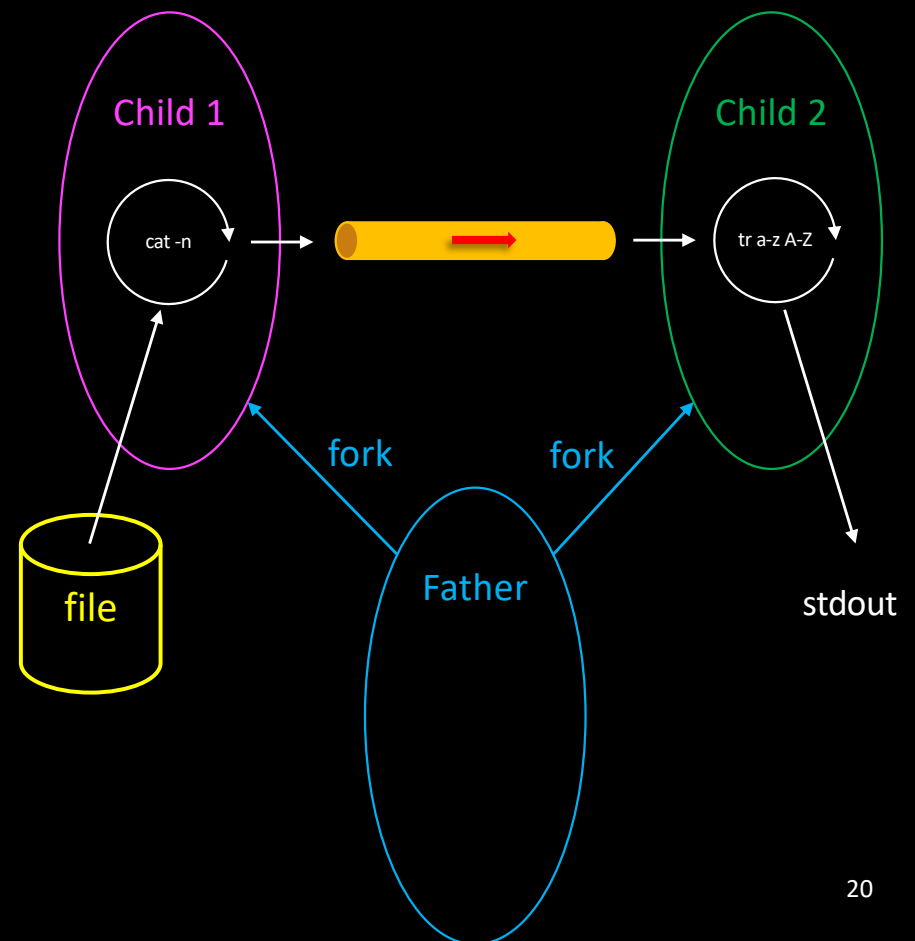 Child 1
Child 2
cat -n
tr a-z A-Z
fork
fork
Father
file
stdout
20